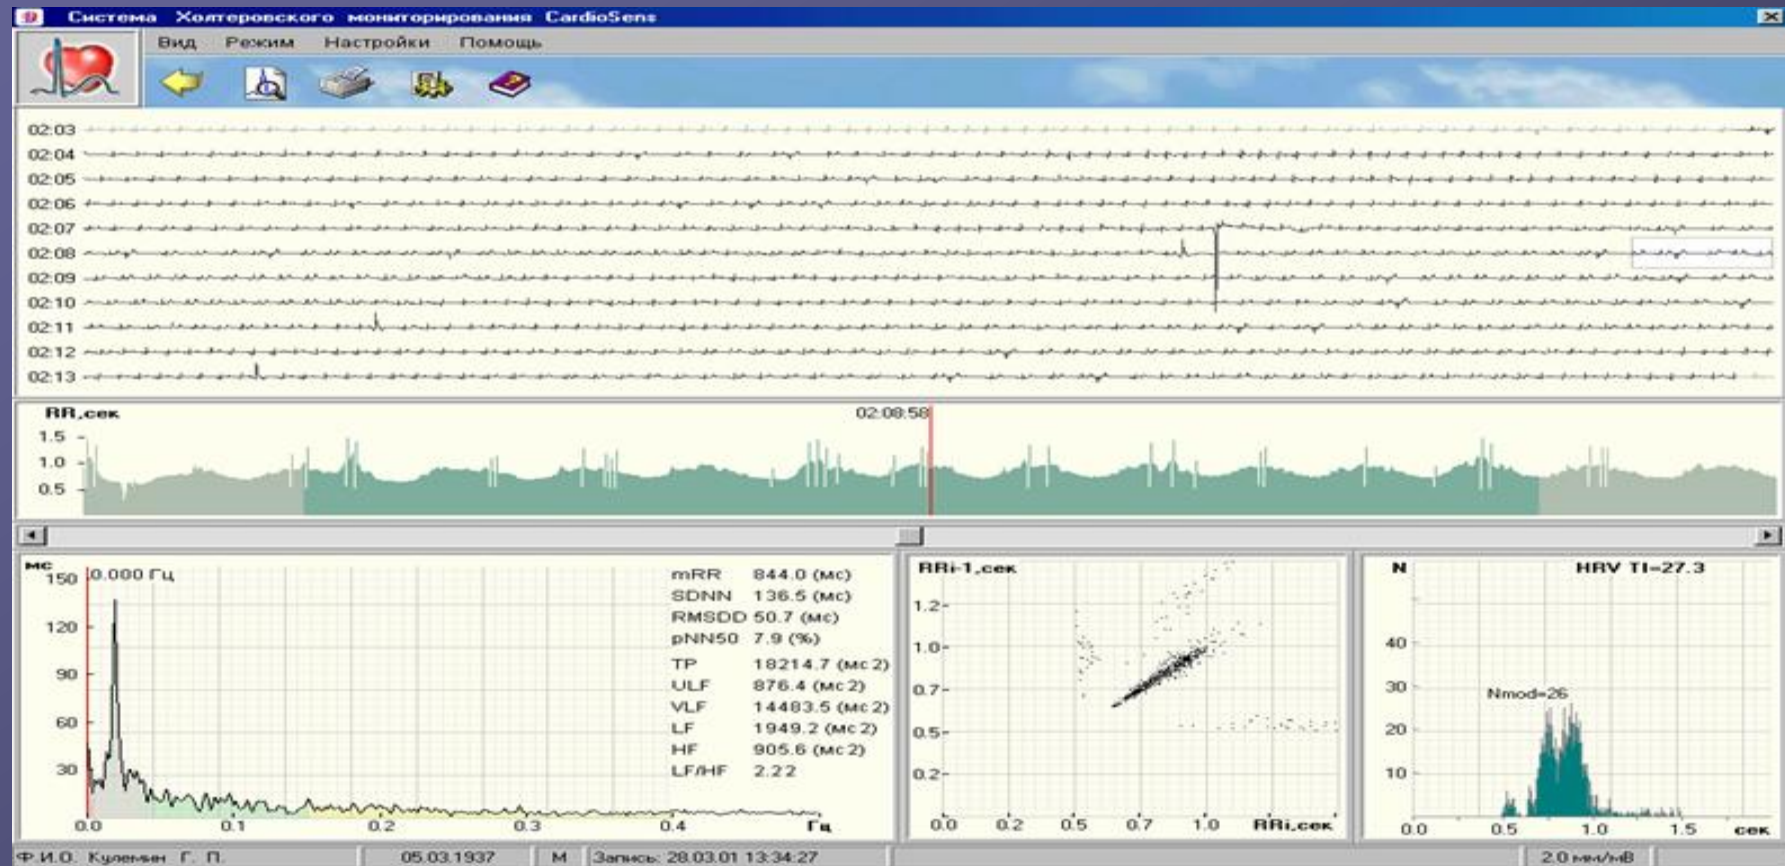 Система Холтеровского мониторирования CardioSens
Вид Режим Настройки Помощь
02:03
02:04
02:05
02:06
02:07
02:08
02:09
02:10
02:11
02:12
02:13
RR,сек
02:08:58
1.5
1.0
0.5
мс
150
120
90
60
30
0.000 Гц
mRR 844.0 (мс)
SDNN 136.5 (мс)
RMSDD 50.7 (мс)
pNN50 7.9 (%)
TP 18214.7 (мс2)
ULF 876.4 (мс2)
VLF 14483.5 (мс2)
LF 1949.2 (мс2)
HF 905.6 (мс2)
LF/HF 2.22
0.0 0.1 0.2 0.3 0.4 Гц
RRi-1,сек
1.2
1.0
0.7
0.5
0.2
0.0 0.2 0.5 0.7 1.0 RRi,сек
N HRV TI=27.3
40
30
20
10
Nmod=26
0.0 0.5 1.0 1.5 сек
Ф.И.О. Кулемин Г. П. 05.03.1937 М Запись: 28.03.01 13:34:27 2.0 мм/мВ